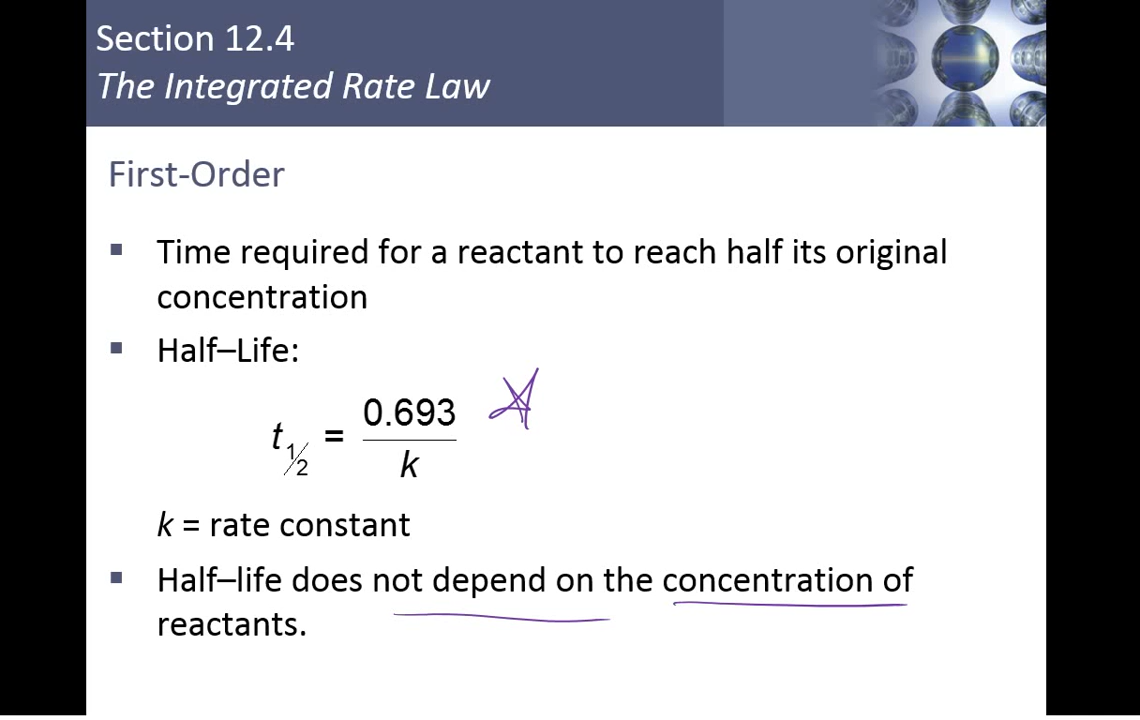 Section 12.4
The Integrated Rate Law
First-Order
▪ Time required for a reactant to reach half its original
concentration
▪ Half–Life:
t½ = 0.693 / k
k = rate constant
▪ Half–life does not depend on the concentration of
reactants.